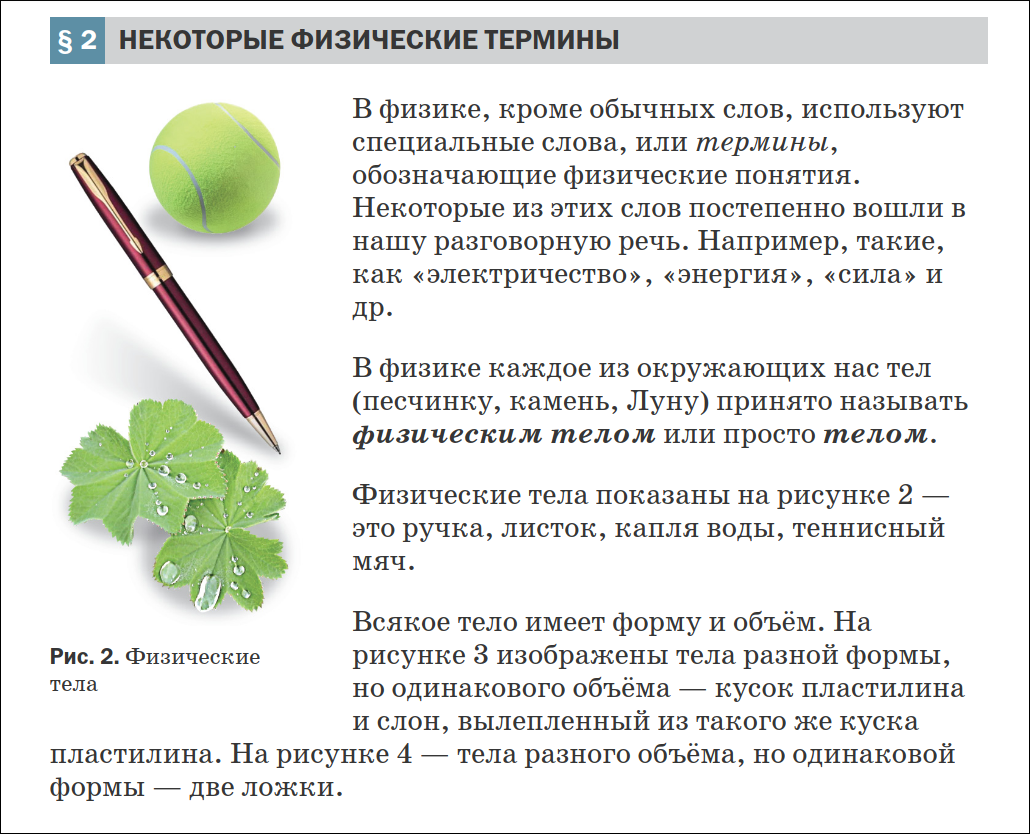 § 2 НЕКОТОРЫЕ ФИЗИЧЕСКИЕ ТЕРМИНЫ
В физике, кроме обычных слов, используют
специальные слова, или термины,
обозначающие физические понятия.
Некоторые из этих слов постепенно вошли в
нашу разговорную речь. Например, такие,
как «электричество», «энергия», «сила» и
др.
В физике каждое из окружающих нас тел
(песчинку, камень, Луну) принято называть
физическим телом или просто телом.
Физические тела показаны на рисунке 2 —
это ручка, листок, капля воды, теннисный
мяч.
Рис. 2. Физические
тела
Всякое тело имеет форму и объём. На
рисунке 3 изображены тела разной формы,
но одинакового объёма — кусок пластилина
и слон, вылепленный из такого же куска
пластилина. На рисунке 4 — тела разного объёма, но одинаковой
формы — две ложки.